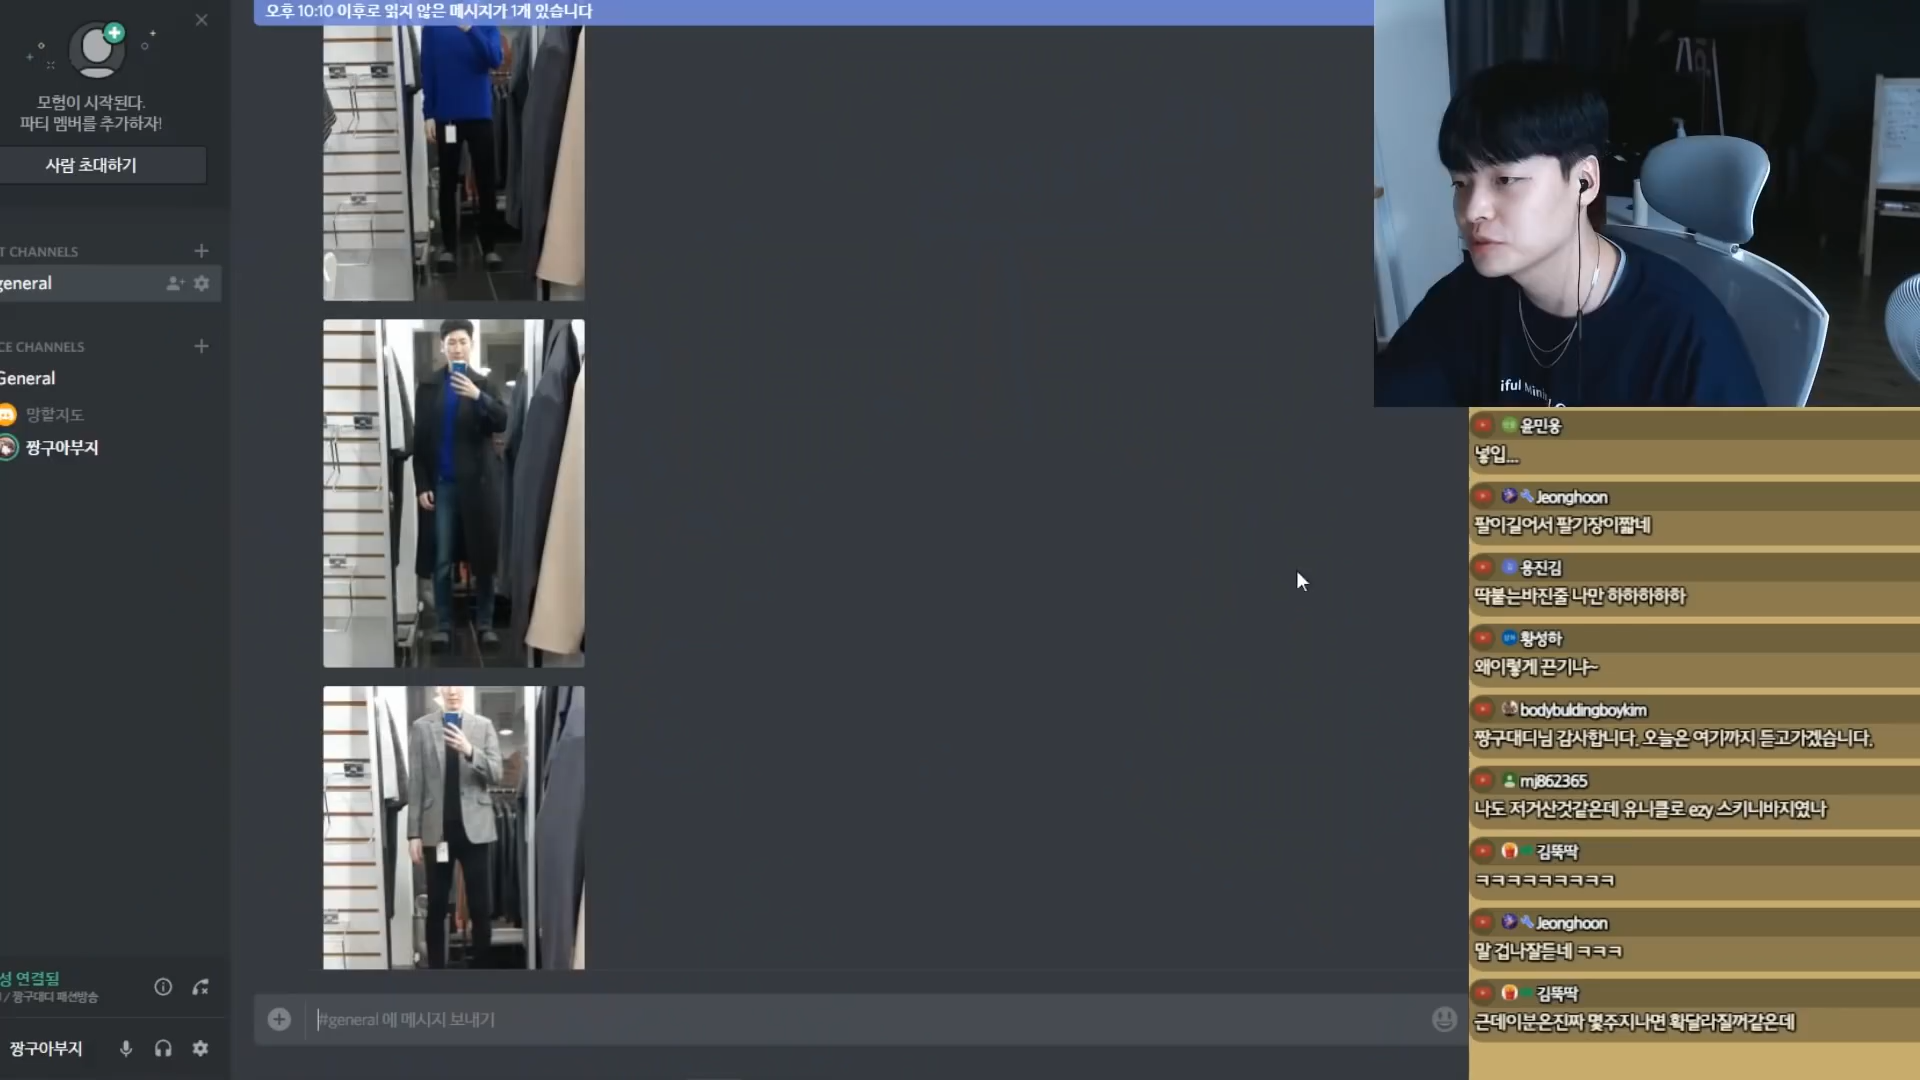 오후 10:10 이후로 읽지 않은 메시지가 1개 있습니다
모험이 시작된다.
파티 멤버를 추가하자!
사람 초대하기
T CHANNELS
general
CE CHANNELS
General
망할지도
짱구아부지
성 연결됨
/ 짱구대디 패션방송
짱구아부지
#general 에 메시지 보내기
iful Minin
윤민웅
넣입...
Jeonghoon
팔이길어서 팔기장이짧네
용진김
딱붙는바진줄 나만 하하하하하
황성하
왜이렇게 끈기냐~
bodybuldingboykim
짱구대디님 감사합니다. 오늘은 여기까지 듣고가겠습니다.
mj862365
나도 저거산것같은데 유니클로 ezy 스키니바지였나
김뚝딱
ㅋㅋㅋㅋㅋㅋㅋㅋㅋ
Jeonghoon
말 겁나잘듣네 ㅋㅋㅋ
김뚝딱
근데이분은진짜 몇주지나면 확달라질꺼같은데